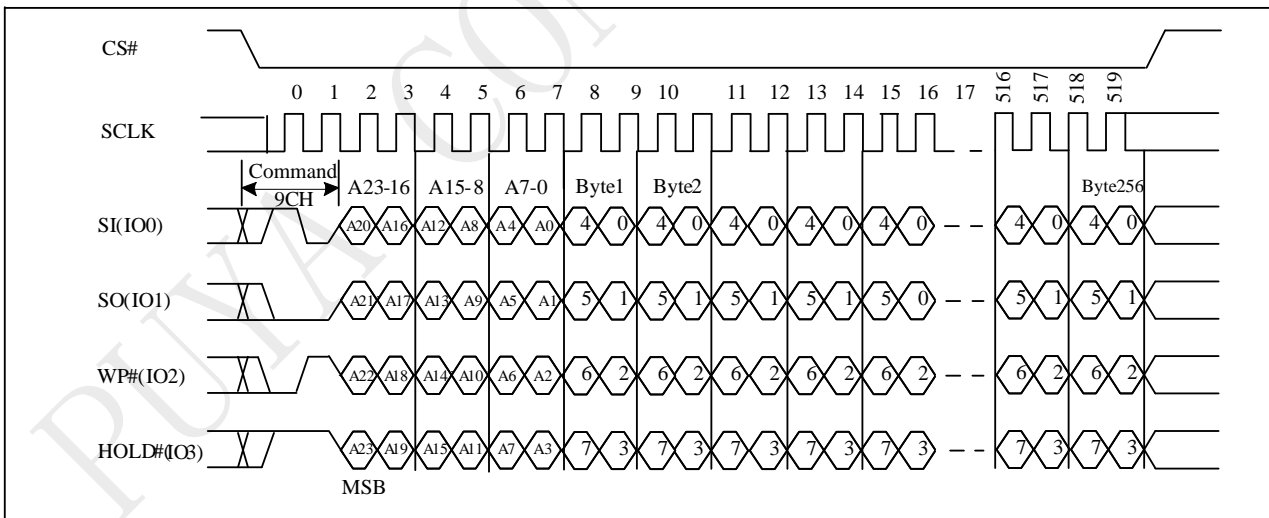 PUYA CON
CS#
0 1 2 3 4 5 6 7 8 9 10 11 12 13 14 15 16 17 516 517 518 519
SCLK
Command
9CH
A23-16 A15-8 A7-0 Byte1 Byte2 Byte256
SI(IO0) A20 A16 A12 A8 A4 A0 4 0 4 0 4 0 4 0 4 0 4 0 4 0
SO(IO1) A21 A17 A13 A9 A5 A1 5 1 5 1 5 1 5 1 5 0 5 1 5 1
WP#(IO2) A22 A18 A14 A10 A6 A2 6 2 6 2 6 2 6 2 6 2 6 2 6 2
HOLD#(IO3) A23 A19 A15 A11 A7 A3 7 3 7 3 7 3 7 3 7 3 7 3 7 3
MSB